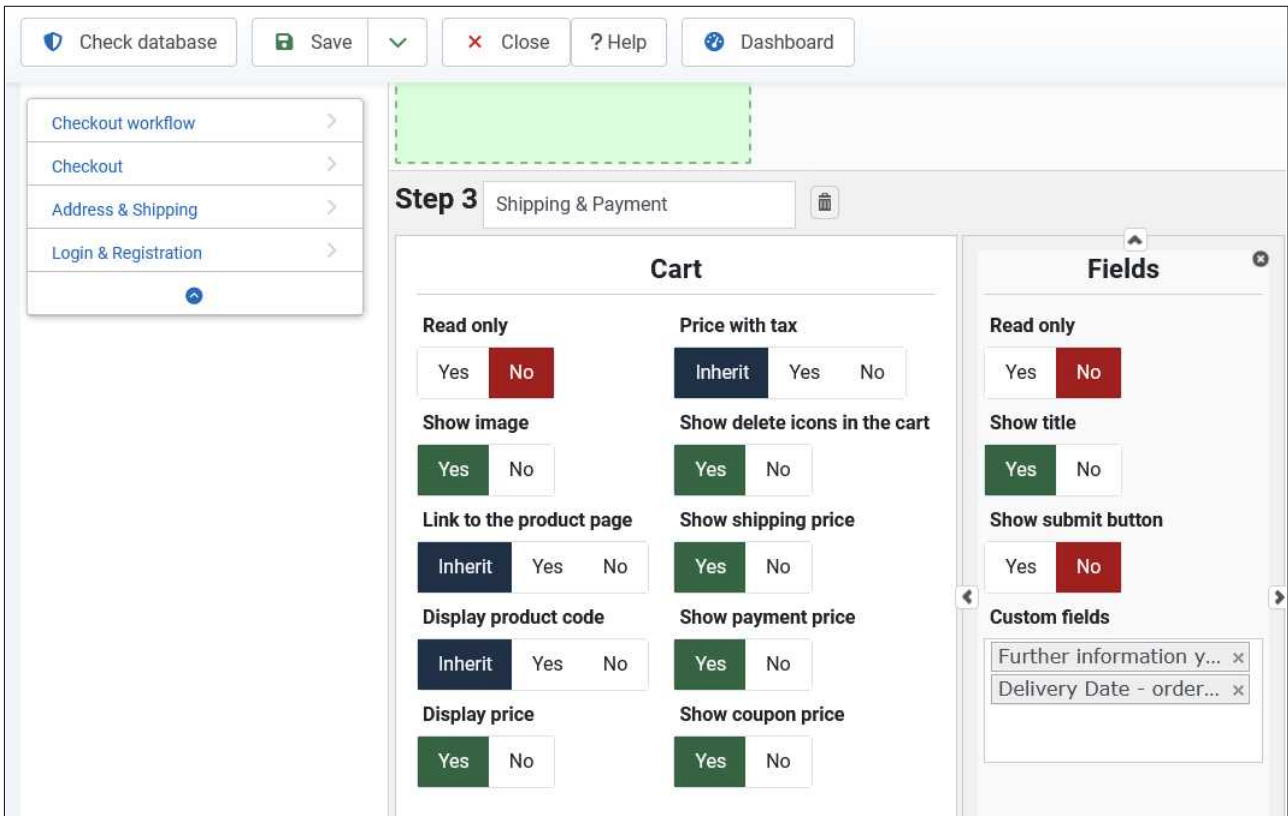 Check database Save Close ? Help Dashboard
Checkout workflow
Checkout
Address & Shipping
Login & Registration
Step 3 Shipping & Payment
Cart
Read only Price with tax
Yes No Inherit Yes No
Show image Show delete icons in the cart
Yes No Yes No
Link to the product page Show shipping price
Inherit Yes No Yes No
Display product code Show payment price
Inherit Yes No Yes No
Display price Show coupon price
Yes No Yes No
Fields
Read only
Yes No
Show title
Yes No
Show submit button
Yes No
Custom fields
Further information y... ×
Delivery Date - order... ×